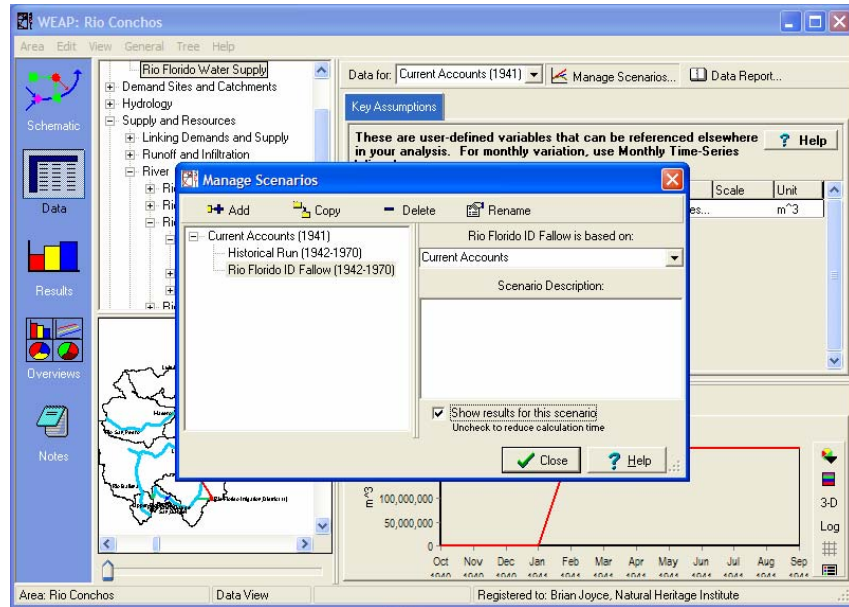 WEAP: Rio Conchos
Area Edit View General Tree Help
Schematic
Data
Results
Overviews
Notes
Rio Florido Water Supply
Demand Sites and Catchments
Hydrology
Supply and Resources
Linking Demands and Supply
Runoff and Infiltration
River
Data for: Current Accounts (1941) Manage Scenarios... Data Report...
Key Assumptions
These are user-defined variables that can be referenced elsewhere
in your analysis. For monthly variation, use Monthly Time-Series
Help
Scale Unit
m^3
Manage Scenarios
Add Copy Delete Rename
Current Accounts (1941)
Historical Run (1942-1970)
Rio Florido ID Fallow (1942-1970)
Rio Florido ID Fallow is based on:
Current Accounts
Scenario Description:
Show results for this scenario
Uncheck to reduce calculation time
Close Help
m^3
100,000,000
50,000,000
0
Oct Nov Dec Jan Feb Mar Apr May Jun Jul Aug Sep
3-D
Log
Area: Rio Conchos Data View Registered to: Brian Joyce, Natural Heritage Institute